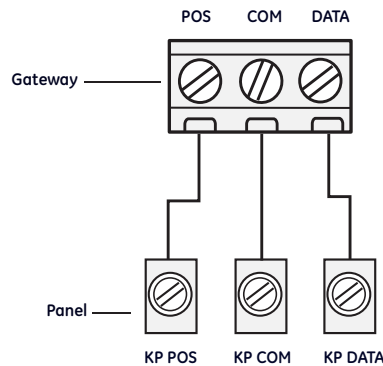 POS COM DATA
Gateway
Panel
KP POS KP COM KP DATA